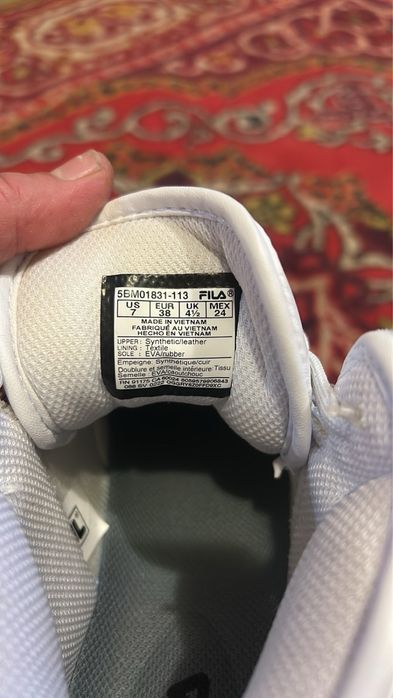 5BM01831-113 FILA®
US EUR UK MEX
7 38 4½ 24
MADE IN VIETNAM
FABRIQUÉ AU VIETNAM
HECHO EN VIETNAM
UPPER : Synthetic/leather
LINING : Textile
SOLE : EVA/rubber
Empeigne: Synthétique/cuir
Doublure et semelle intérieure: Tissu
Semelle : EVA/caoutchouc